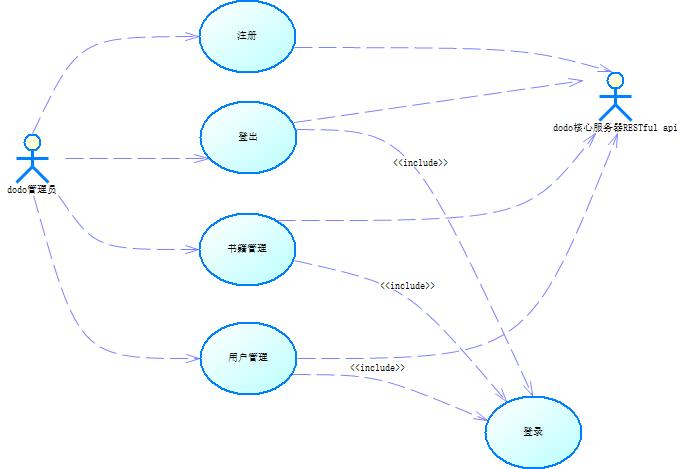 注册
dodo核心服务器RESTful api
登出
<<include>>
dodo管理员
书籍管理
<<include>>
用户管理
<<include>>
登录